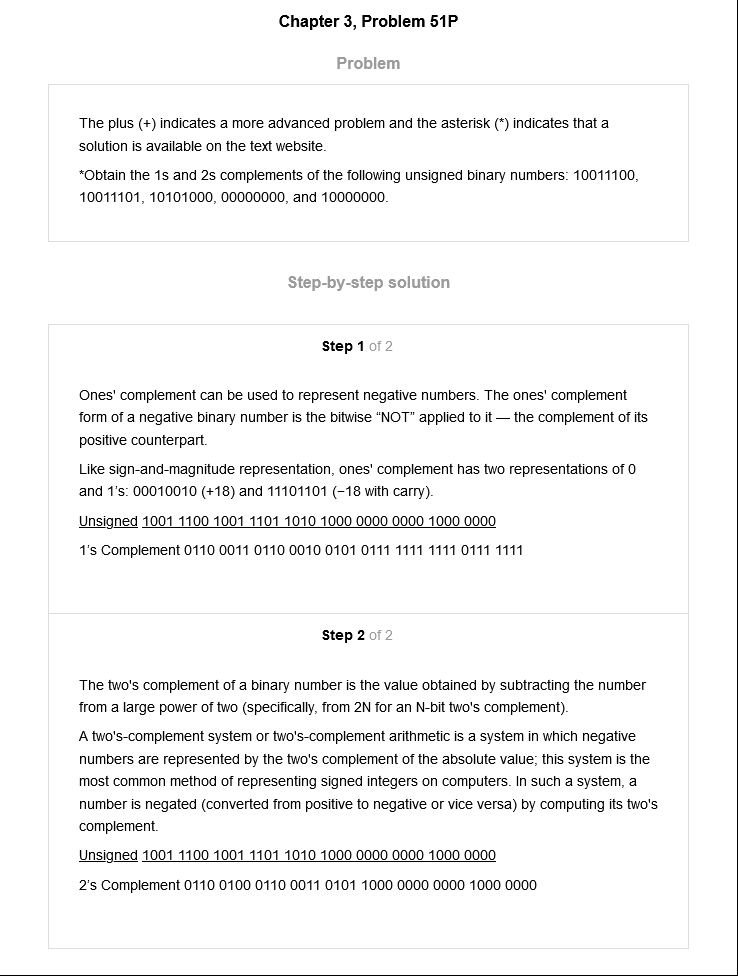 Chapter 3, Problem 51P
Problem
The plus (+) indicates a more advanced problem and the asterisk (*) indicates that a
solution is available on the text website.
*Obtain the 1s and 2s complements of the following unsigned binary numbers: 10011100,
10011101, 10101000, 00000000, and 10000000.
Step-by-step solution
Step 1 of 2
Ones' complement can be used to represent negative numbers. The ones' complement
form of a negative binary number is the bitwise “NOT” applied to it — the complement of its
positive counterpart.
Like sign-and-magnitude representation, ones' complement has two representations of 0
and 1’s: 00010010 (+18) and 11101101 (−18 with carry).
Unsigned 1001 1100 1001 1101 1010 1000 0000 0000 1000 0000
1’s Complement 0110 0011 0110 0010 0101 0111 1111 1111 0111 1111
Step 2 of 2
The two's complement of a binary number is the value obtained by subtracting the number
from a large power of two (specifically, from 2N for an N-bit two's complement).
A two's-complement system or two's-complement arithmetic is a system in which negative
numbers are represented by the two's complement of the absolute value; this system is the
most common method of representing signed integers on computers. In such a system, a
number is negated (converted from positive to negative or vice versa) by computing its two's
complement.
Unsigned 1001 1100 1001 1101 1010 1000 0000 0000 1000 0000
2’s Complement 0110 0100 0110 0011 0101 1000 0000 0000 1000 0000